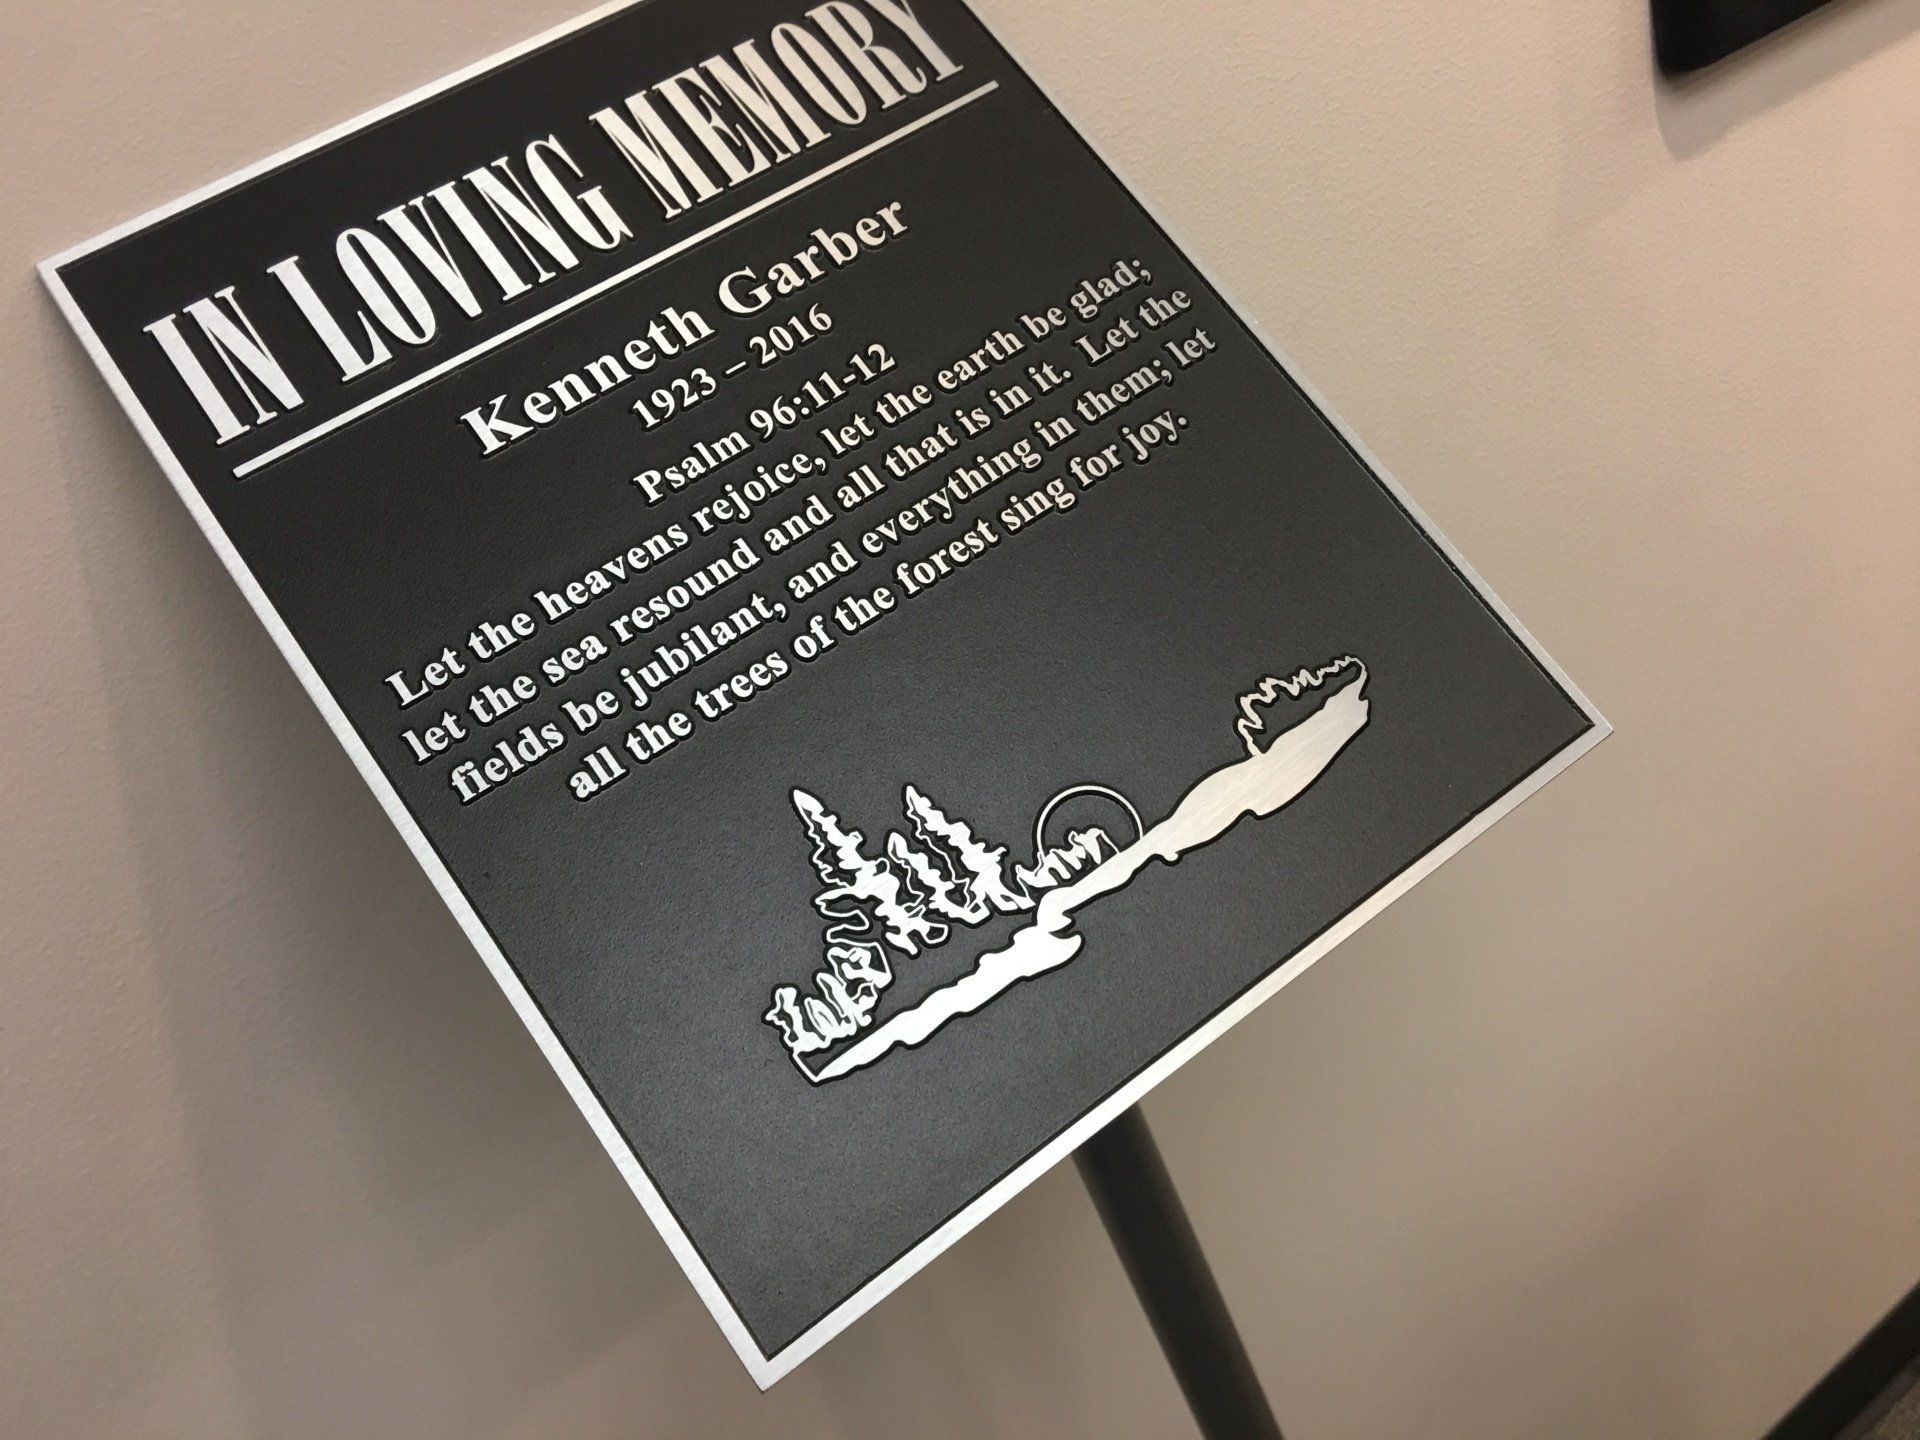 IN LOVING MEMORY
Kenneth Garber
1923 – 2016
Psalm 96:11-12
Let the heavens rejoice, let the earth be glad;
let the sea resound and all that is in it. Let the
fields be jubilant, and everything in them; let
all the trees of the forest sing for joy.